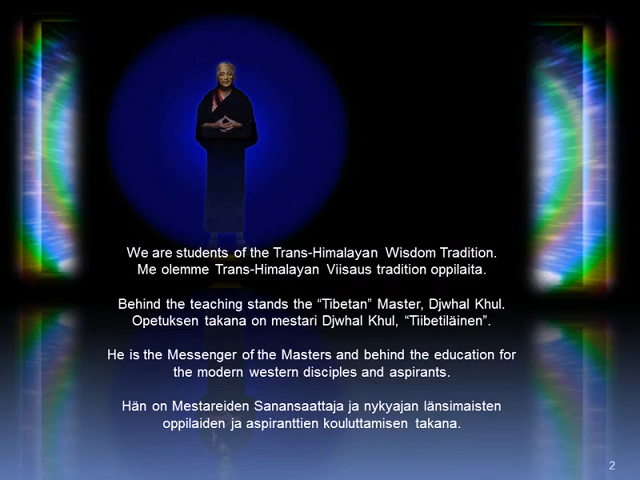 We are students of the Trans-Himalayan Wisdom Tradition.
Me olemme Trans-Himalayan Viisaus tradition oppilaita.
Behind the teaching stands the “Tibetan” Master, Djwhal Khul.
Opetuksen takana on mestari Djwhal Khul, “Tiibetiläinen”.
He is the Messenger of the Masters and behind the education for
the modern western disciples and aspirants.
Hän on Mestareiden Sanansaattaja ja nykyajan länsimaisten
oppilaiden ja aspiranttien kouluttamisen takana.
2